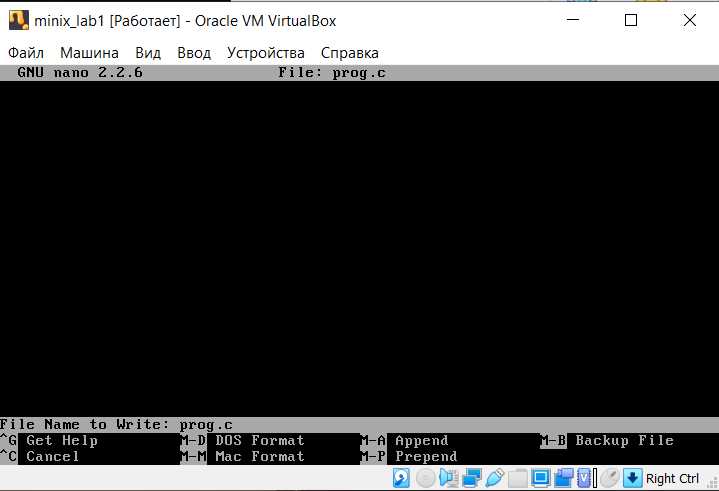 minix_lab1 [Работает] - Oracle VM VirtualBox
Файл Машина Вид Ввод Устройства Справка
GNU nano 2.2.6 File: prog.c
File Name to Write: prog.c
^G Get Help M-D DOS Format M-A Append M-B Backup File
^C Cancel M-M Mac Format M-P Prepend
Right Ctrl